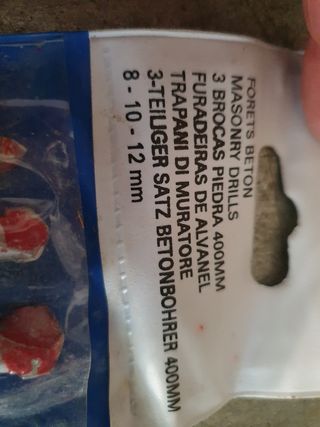 FORETS BETON
MASONRY DRILLS
3 BROCAS PIEDRA 400MM
FURADEIRAS DE ALVANEL
TRAPANI DI MURATORE
3-TEILIGER SATZ BETONBOHRER 400MM
8 - 10 - 12 mm